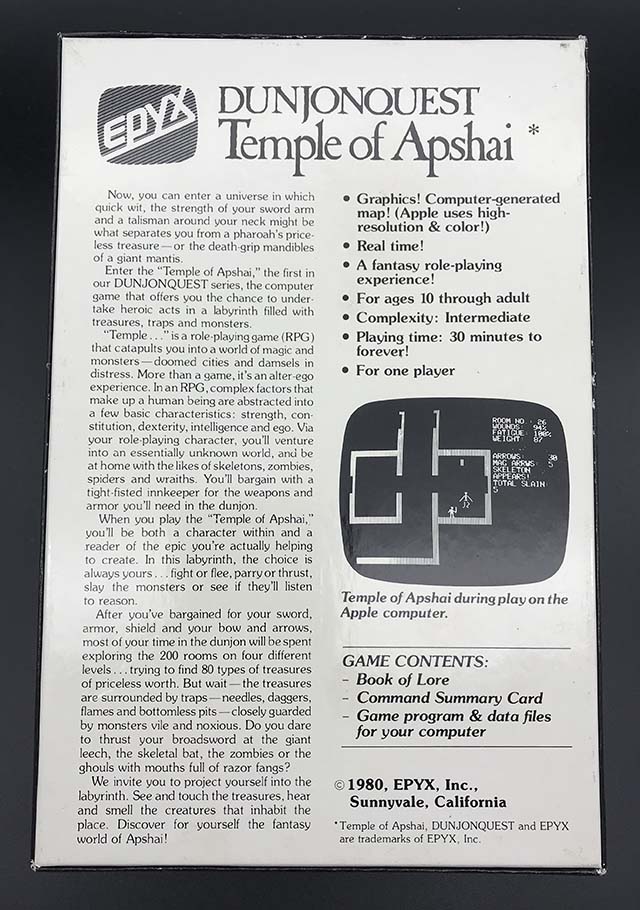 EPYX
DUNJONQUEST
Temple of Apshai *
Now, you can enter a universe in which
quick wit, the strength of your sword arm
and a talisman around your neck might be
what separates you from a pharoah's price-
less treasure—or the death-grip mandibles
of a giant mantis.
Enter the "Temple of Apshai," the first in
our DUNJONQUEST series, the computer
game that offers you the chance to under-
take heroic acts in a labyrinth filled with
treasures, traps and monsters.
"Temple . . ." is a role-playing game (RPG)
that catapults you into a world of magic and
monsters—doomed cities and damsels in
distress. More than a game, it's an alter-ego
experience. In an RPG, complex factors that
make up a human being are abstracted into
a few basic characteristics: strength, con-
stitution, dexterity, intelligence and ego. Via
your role-playing character, you'll venture
into an essentially unknown world, and be
at home with the likes of skeletons, zombies,
spiders and wraiths. You'll bargain with a
tight-fisted innkeeper for the weapons and
armor you'll need in the dunjon.
When you play the "Temple of Apshai,"
you'll be both a character within and a
reader of the epic you're actually helping
to create. In this labyrinth, the choice is
always yours . . . fight or flee, parry or thrust,
slay the monsters or see if they'll listen
to reason.
After you've bargained for your sword,
armor, shield and your bow and arrows,
most of your time in the dunjon will be spent
exploring the 200 rooms on four different
levels . . . trying to find 80 types of treasures
of priceless worth. But wait—the treasures
are surrounded by traps—needles, daggers,
flames and bottomless pits—closely guarded
by monsters vile and noxious. Do you dare
to thrust your broadsword at the giant
leech, the skeletal bat, the zombies or the
ghouls with mouths full of razor fangs?
We invite you to project yourself into the
labyrinth. See and touch the treasures, hear
and smell the creatures that inhabit the
place. Discover for yourself the fantasy
world of Apshai!
• Graphics! Computer-generated
map! (Apple uses high-
resolution & color!)
• Real time!
• A fantasy role-playing
experience!
• For ages 10 through adult
• Complexity: Intermediate
• Playing time: 30 minutes to
forever!
• For one player
ROOM NO.: 26
WOUNDS: 94%
FATIGUE: 100%
WEIGHT: 87
ARROWS: 30
MAG ARRWS: 5
SKELETON
APPEARS!
TOTAL SLAIN:
5
Temple of Apshai during play on the
Apple computer.
GAME CONTENTS:
- Book of Lore
- Command Summary Card
- Game program & data files
for your computer
© 1980, EPYX, Inc.,
Sunnyvale, California
*Temple of Apshai, DUNJONQUEST and EPYX
are trademarks of EPYX, Inc.